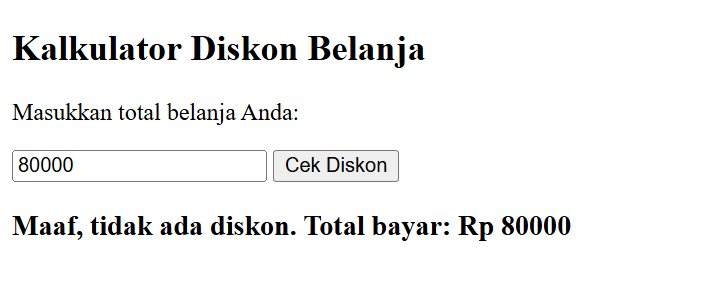 Kalkulator Diskon Belanja
Masukkan total belanja Anda:
80000 Cek Diskon
Maaf, tidak ada diskon. Total bayar: Rp 80000